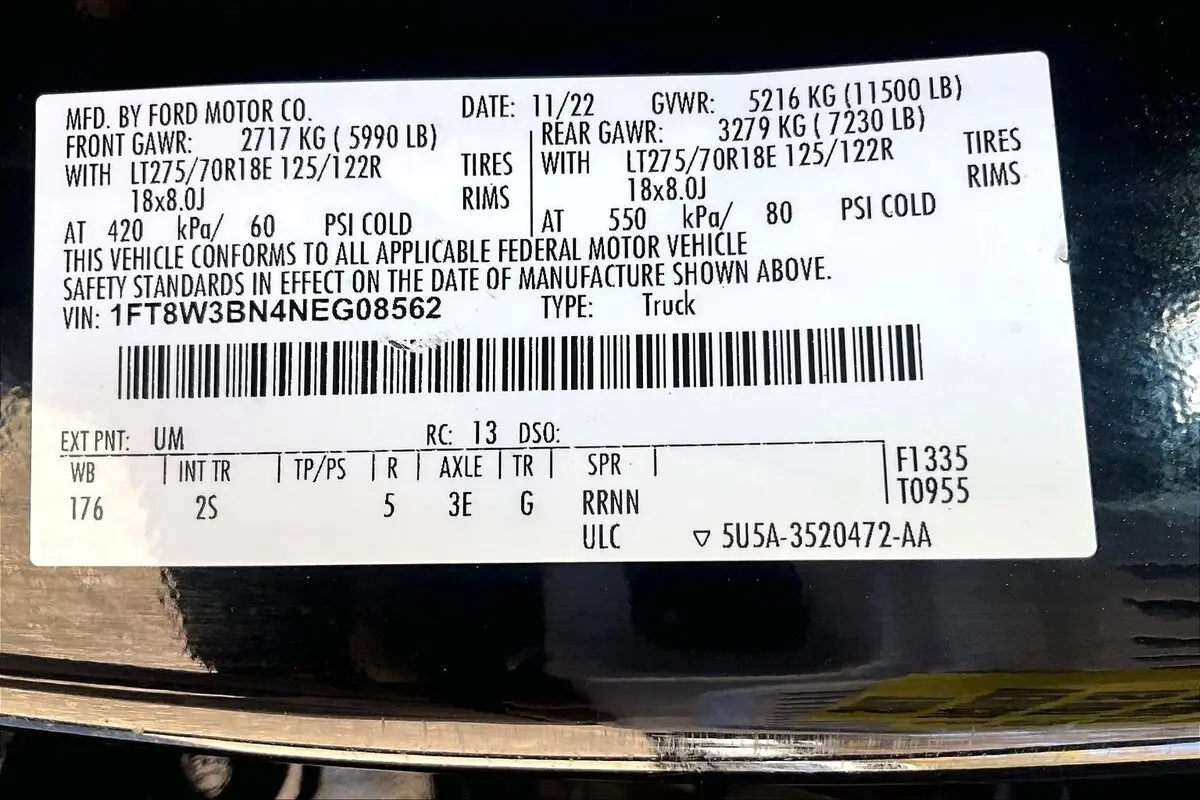 MFD. BY FORD MOTOR CO. DATE: 11/22 GVWR: 5216 KG (11500 LB)
FRONT GAWR: 2717 KG ( 5990 LB) REAR GAWR: 3279 KG ( 7230 LB)
WITH LT275/70R18E 125/122R TIRES WITH LT275/70R18E 125/122R TIRES
18x8.0J RIMS 18x8.0J RIMS
AT 420 kPa/ 60 PSI COLD AT 550 kPa/ 80 PSI COLD
THIS VEHICLE CONFORMS TO ALL APPLICABLE FEDERAL MOTOR VEHICLE
SAFETY STANDARDS IN EFFECT ON THE DATE OF MANUFACTURE SHOWN ABOVE.
VIN: 1FT8W3BN4NEG08562 TYPE: Truck
EXT PNT: UM RC: 13 DSO:
WB INT TR TP/PS R AXLE TR SPR F1335
176 2S 5 3E G RRNN T0955
ULC ▽ 5U5A-3520472-AA